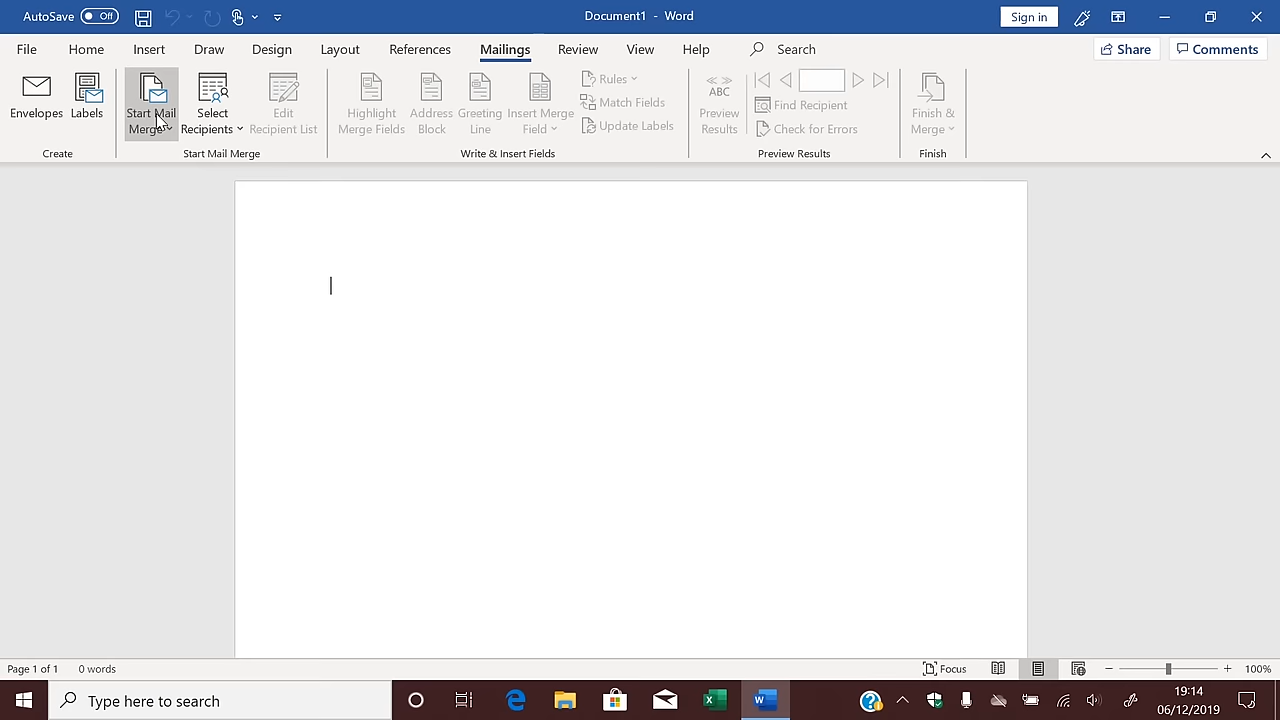 AutoSave Off
Document1 - Word
Sign in
File Home Insert Draw Design Layout References Mailings Review View Help Search
Share Comments
Envelopes
Labels
Start Mail
Merge
Select
Recipients
Edit
Recipient List
Highlight
Merge Fields
Address
Block
Greeting
Line
Insert Merge
Field
Rules
Match Fields
Update Labels
ABC
Preview
Results
Find Recipient
Check for Errors
Finish &
Merge
Create
Start Mail Merge
Write & Insert Fields
Preview Results
Finish
Page 1 of 1 0 words
Focus
100%
Type here to search
19:14
06/12/2019